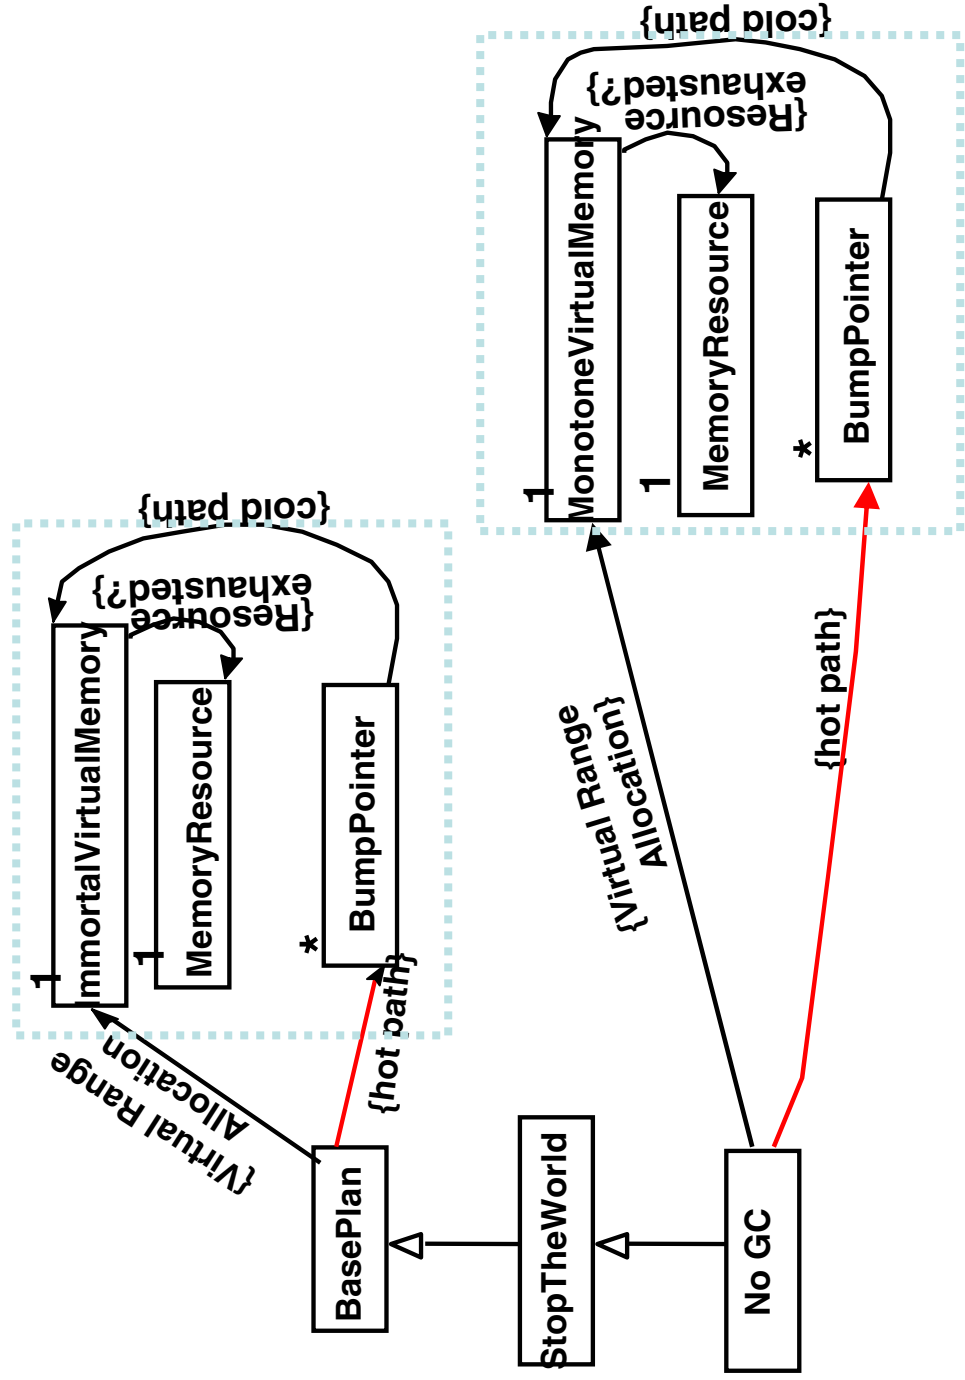 BasePlan
StopTheWorld
No GC
{Virtual Range
Allocation
{hot path}
1
ImmortalVirtualMemory
1
MemoryResource
*
BumpPointer
{Resource
exhausted?}
{cold path}
{Virtual Range
Allocation}
{hot path}
1
MonotoneVirtualMemory
1
MemoryResource
*
BumpPointer
{Resource
exhausted?}
{cold path}